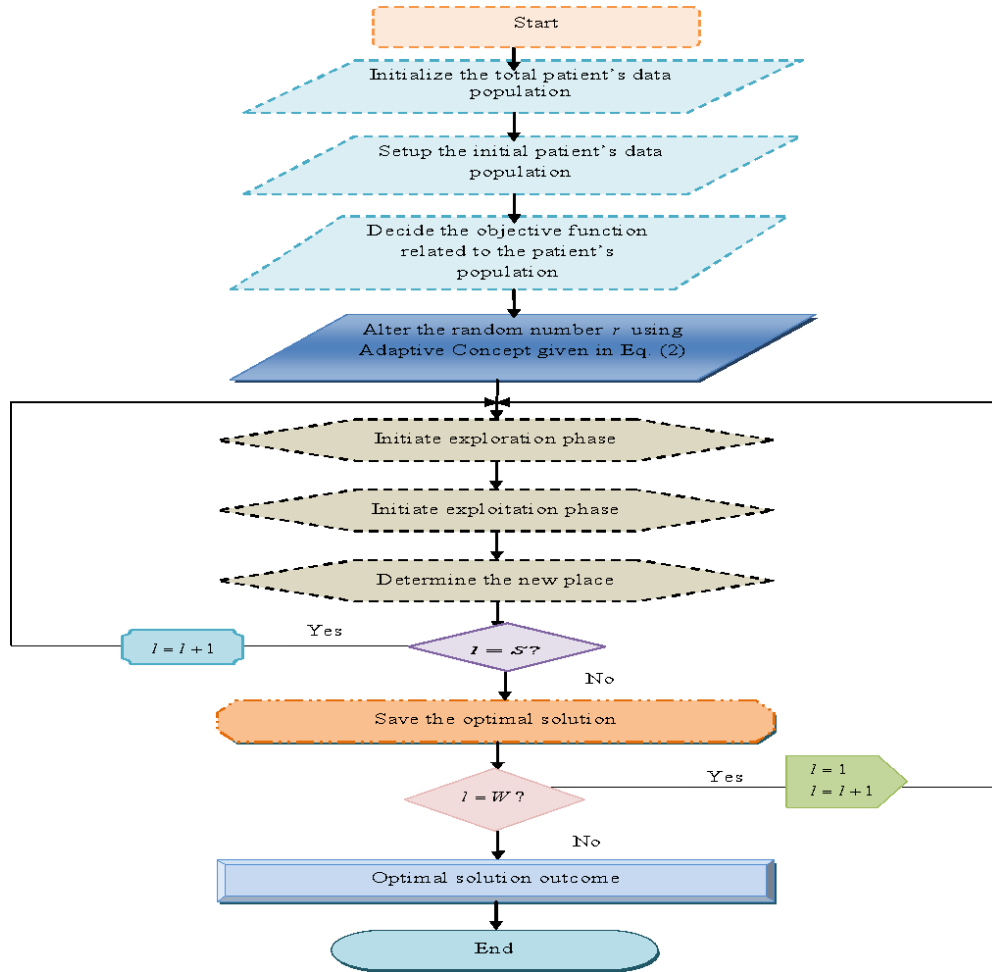 Start
Initialize the total patient's data
population
Setup the initial patient's data
population
Decide the objective function
related to the patient's
population
Alter the random number r using
Adaptive Concept given in Eq. (2)
Initiate exploration phase
Initiate exploitation phase
Determine the new place
Yes
l = l + 1
l = S?
No
Save the optimal solution
l = W?
Yes
l = 1
l = l + 1
No
Optimal solution outcome
End